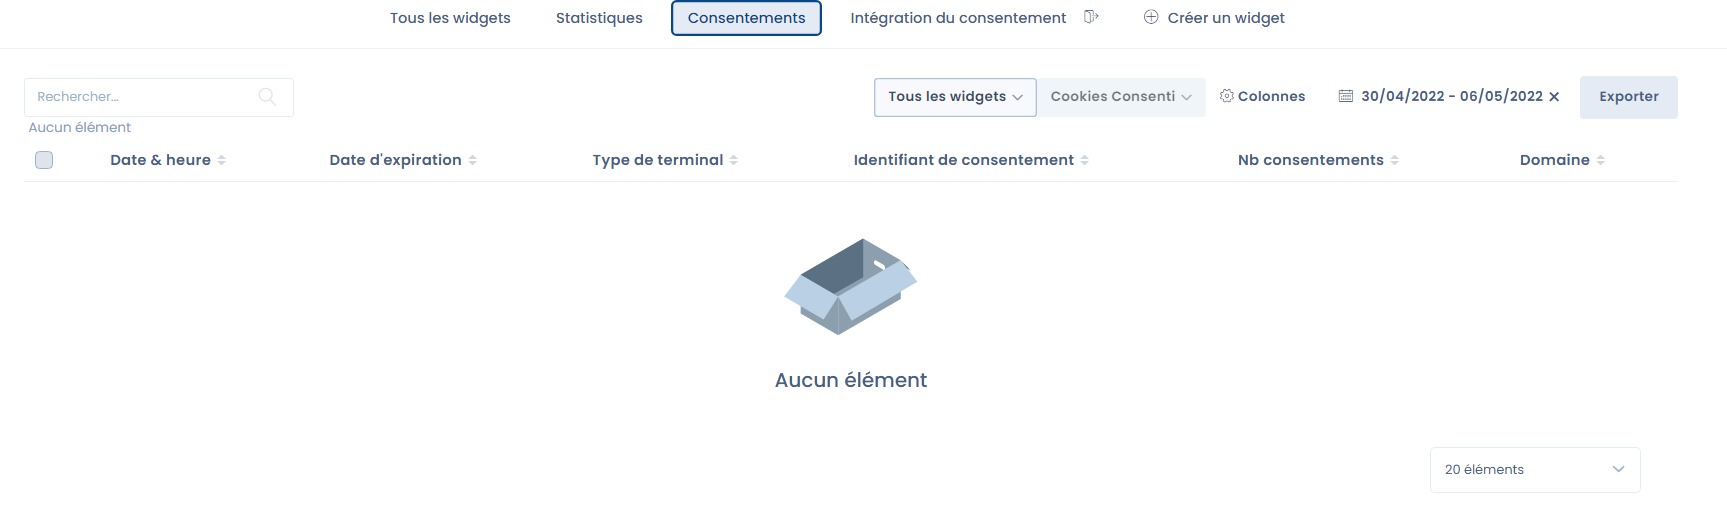 Tous les widgets Statistiques Consentements Intégration du consentement Créer un widget
Rechercher... Tous les widgets Cookies Consenti Colonnes 30/04/2022 - 06/05/2022 Exporter
Aucun élément
Date & heure Date d'expiration Type de terminal Identifiant de consentement Nb consentements Domaine
Aucun élément
20 éléments